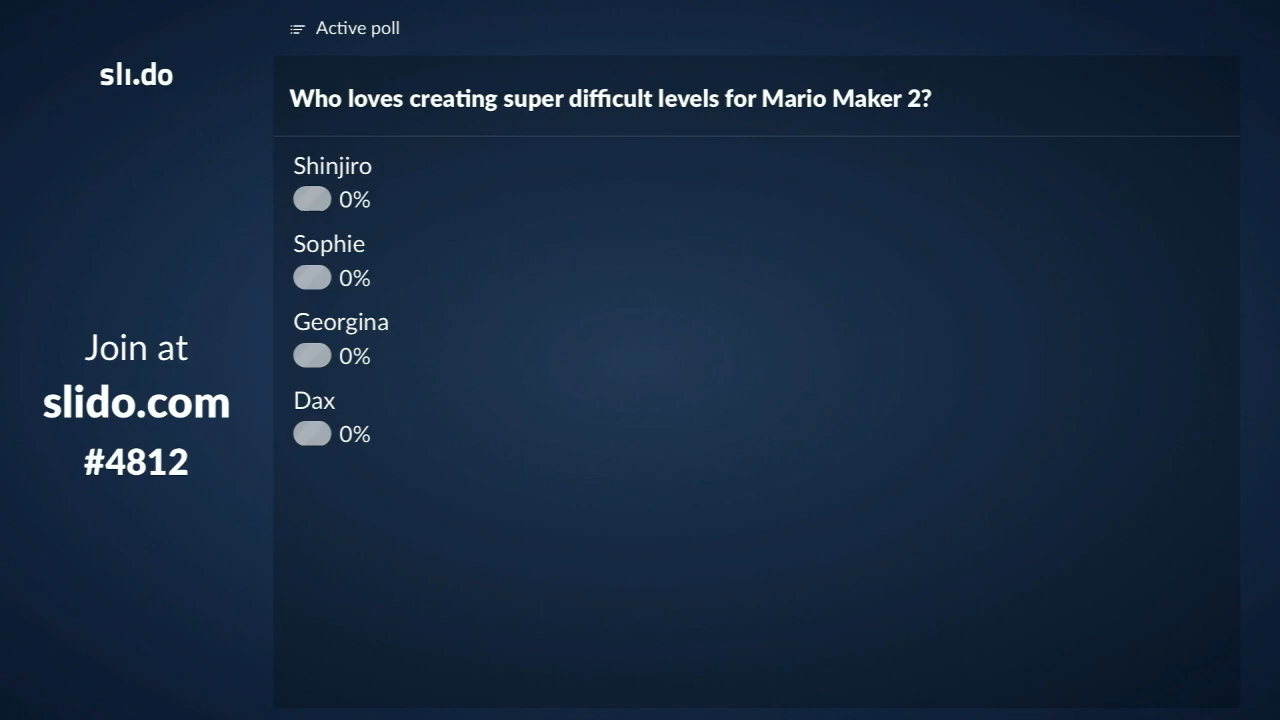 Active poll
slı.do
Who loves creating super difficult levels for Mario Maker 2?
Shinjiro
0%
Sophie
0%
Georgina
0%
Dax
0%
Join at
slido.com
#4812